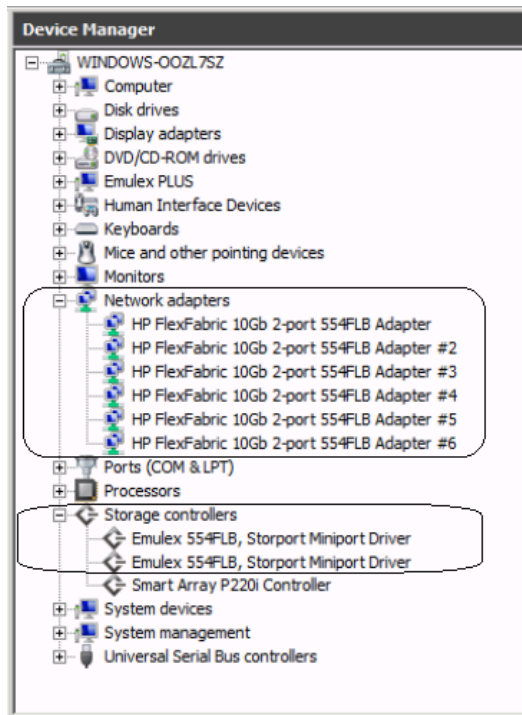 Device Manager
WINDOWS-OOZL7SZ
Computer
Disk drives
Display adapters
DVD/CD-ROM drives
Emulex PLUS
Human Interface Devices
Keyboards
Mice and other pointing devices
Monitors
Network adapters
HP FlexFabric 10Gb 2-port 554FLB Adapter
HP FlexFabric 10Gb 2-port 554FLB Adapter #2
HP FlexFabric 10Gb 2-port 554FLB Adapter #3
HP FlexFabric 10Gb 2-port 554FLB Adapter #4
HP FlexFabric 10Gb 2-port 554FLB Adapter #5
HP FlexFabric 10Gb 2-port 554FLB Adapter #6
Ports (COM & LPT)
Processors
Storage controllers
Emulex 554FLB, Storport Miniport Driver
Emulex 554FLB, Storport Miniport Driver
Smart Array P220i Controller
System devices
System management
Universal Serial Bus controllers